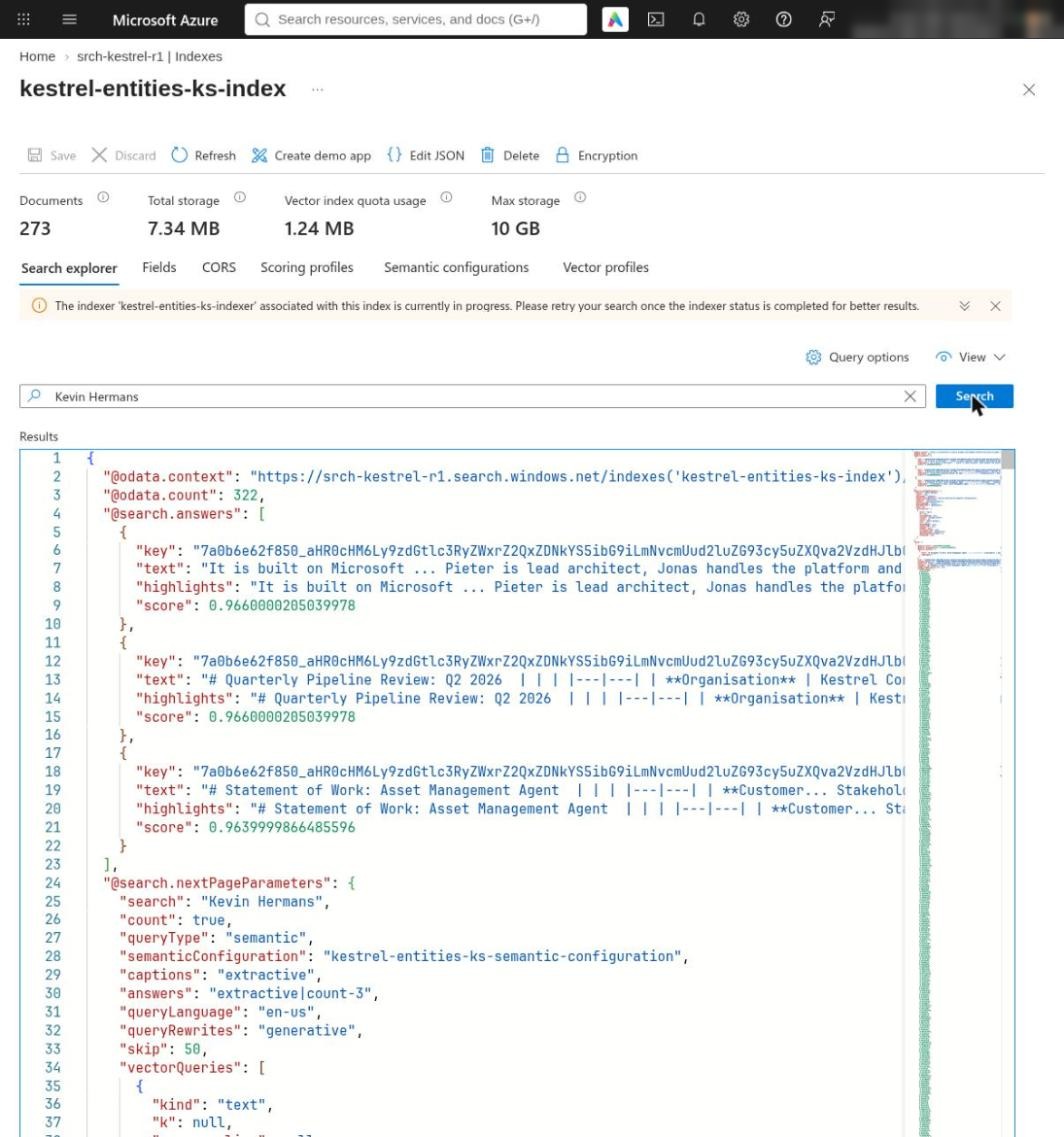 Microsoft Azure
Search resources, services, and docs (G+/)
Home > srch-kestrel-r1 | Indexes
kestrel-entities-ks-index ...
Save Discard Refresh Create demo app Edit JSON Delete Encryption
Documents Total storage Vector index quota usage Max storage
273 7.34 MB 1.24 MB 10 GB
Search explorer Fields CORS Scoring profiles Semantic configurations Vector profiles
The indexer 'kestrel-entities-ks-indexer' associated with this index is currently in progress. Please retry your search once the indexer status is completed for better results.
Query options View
Kevin Hermans Search
Results
1 {
2 "@odata.context": "https://srch-kestrel-r1.search.windows.net/indexes('kestrel-entities-ks-index')/
3 "@odata.count": 322,
4 "@search.answers": [
5 {
6 "key": "7a0b6e62f850_aHR0cHM6Ly9zdGtlc3RyZWxrZ2QxZDNkYS5ibG9iLmNvcmUud2luZG93cy5uZXQva2VzdHJlb
7 "text": "It is built on Microsoft ... Pieter is lead architect, Jonas handles the platform and
8 "highlights": "It is built on Microsoft ... Pieter is lead architect, Jonas handles the platfor
9 "score": 0.9660000205039978
10 },
11 {
12 "key": "7a0b6e62f850_aHR0cHM6Ly9zdGtlc3RyZWxrZ2QxZDNkYS5ibG9iLmNvcmUud2luZG93cy5uZXQva2VzdHJlb
13 "text": "# Quarterly Pipeline Review: Q2 2026 | | | |---|---| | **Organisation** | Kestrel Con
14 "highlights": "# Quarterly Pipeline Review: Q2 2026 | | | |---|---| | **Organisation** | Kestr
15 "score": 0.9660000205039978
16 },
17 {
18 "key": "7a0b6e62f850_aHR0cHM6Ly9zdGtlc3RyZWxrZ2QxZDNkYS5ibG9iLmNvcmUud2luZG93cy5uZXQva2VzdHJlb
19 "text": "# Statement of Work: Asset Management Agent | | | |---|---| | **Customer... Stakehol
20 "highlights": "# Statement of Work: Asset Management Agent | | | |---|---| | **Customer... Sta
21 "score": 0.9639999866485596
22 }
23 ],
24 "@search.nextPageParameters": {
25 "search": "Kevin Hermans",
26 "count": true,
27 "queryType": "semantic",
28 "semanticConfiguration": "kestrel-entities-ks-semantic-configuration",
29 "captions": "extractive",
30 "answers": "extractive|count-3",
31 "queryLanguage": "en-us",
32 "queryRewrites": "generative",
33 "skip": 50,
34 "vectorQueries": [
35 {
36 "kind": "text",
37 "k": null,